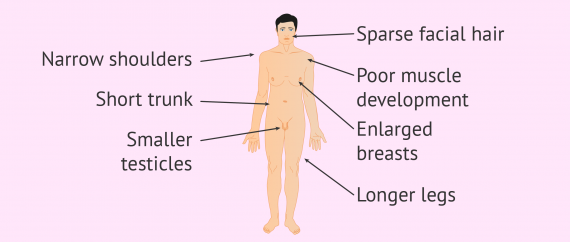 Narrow shoulders
Short trunk
Smaller
testicles
Sparse facial hair
Poor muscle
development
Enlarged
breasts
Longer legs